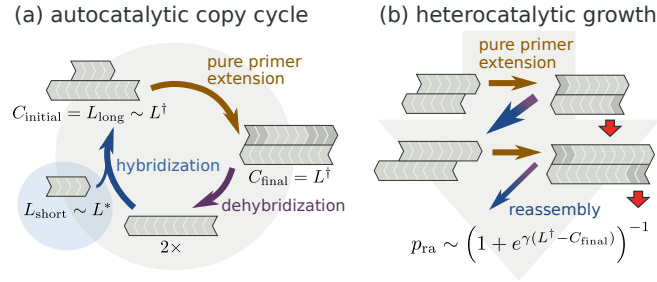 (a) autocatalytic copy cycle
pure primer
extension
C_initial = L_long ∼ L†
hybridization
C_final = L†
L_short ∼ L*
dehybridization
2×
(b) heterocatalytic growth
pure primer
extension
reassembly
p_ra ∼ (1 + e^{γ(L† − C_final)})^{−1}